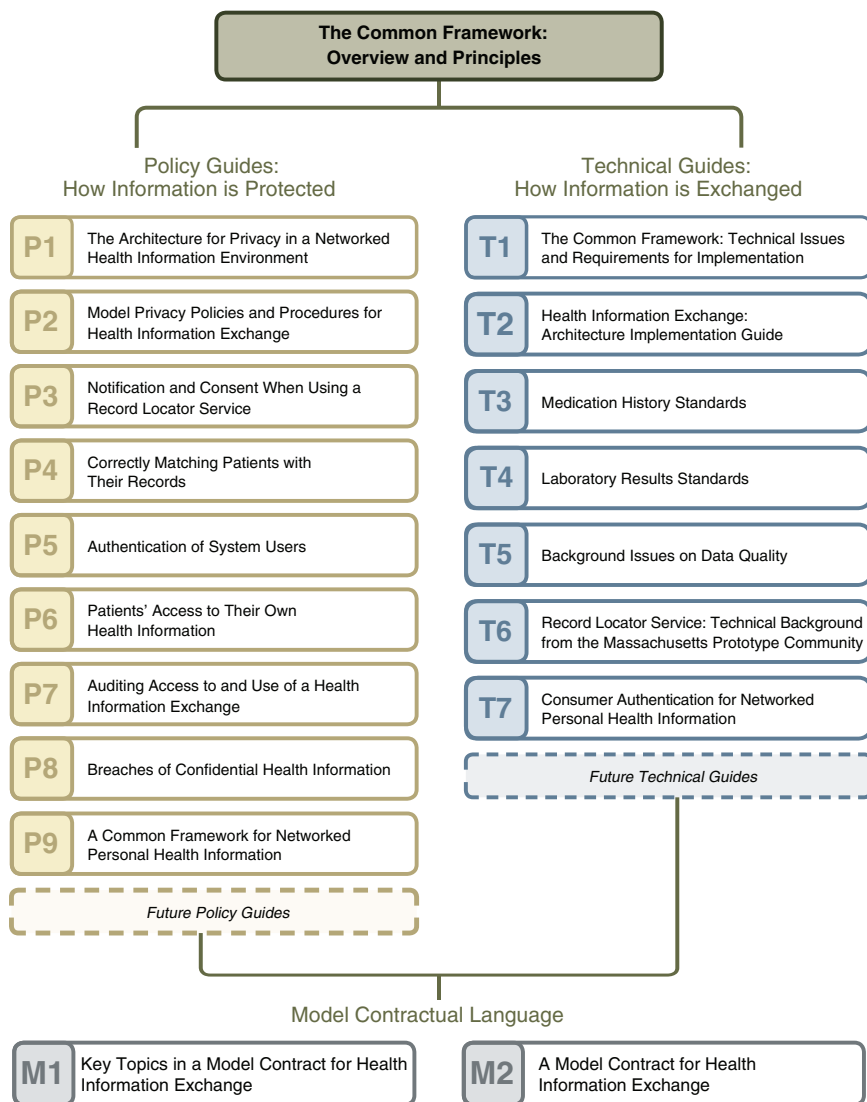 The Common Framework:
Overview and Principles
Policy Guides:
How Information is Protected
P1
The Architecture for Privacy in a Networked
Health Information Environment
P2
Model Privacy Policies and Procedures for
Health Information Exchange
P3
Notification and Consent When Using a
Record Locator Service
P4
Correctly Matching Patients with
Their Records
P5
Authentication of System Users
P6
Patients’ Access to Their Own
Health Information
P7
Auditing Access to and Use of a Health
Information Exchange
P8
Breaches of Confidential Health Information
P9
A Common Framework for Networked
Personal Health Information
Future Policy Guides
Technical Guides:
How Information is Exchanged
T1
The Common Framework: Technical Issues
and Requirements for Implementation
T2
Health Information Exchange:
Architecture Implementation Guide
T3
Medication History Standards
T4
Laboratory Results Standards
T5
Background Issues on Data Quality
T6
Record Locator Service: Technical Background
from the Massachusetts Prototype Community
T7
Consumer Authentication for Networked
Personal Health Information
Future Technical Guides
Model Contractual Language
M1
Key Topics in a Model Contract for Health
Information Exchange
M2
A Model Contract for Health
Information Exchange